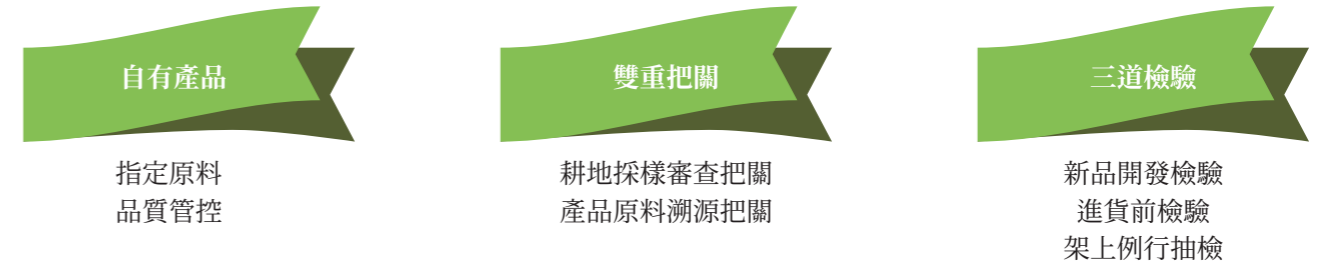 自有產品
指定原料
品質管控
雙重把關
耕地採樣審查把關
產品原料溯源把關
三道檢驗
新品開發檢驗
進貨前檢驗
架上例行抽檢